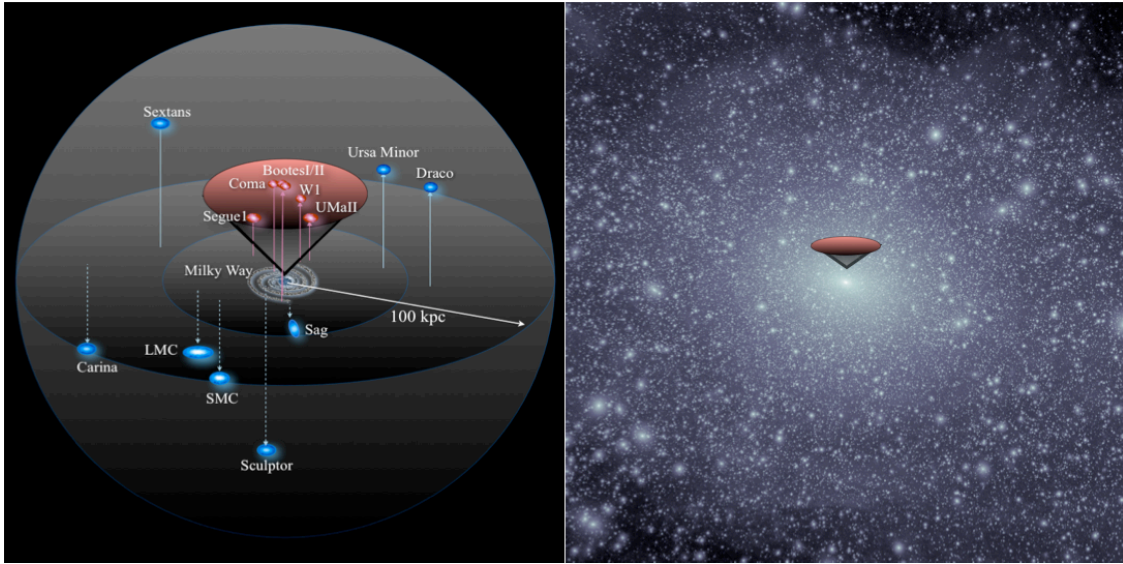 Sextans
Ursa Minor
BootesI/II
Draco
Coma
W1
Segue1
UMaII
Milky Way
100 kpc
Sag
LMC
Carina
SMC
Sculptor